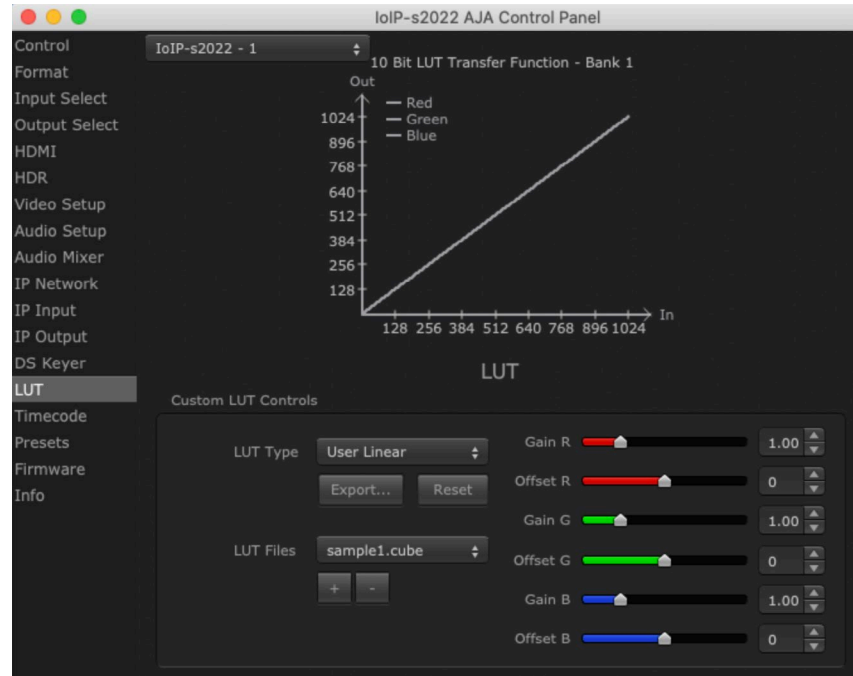 IoIP-s2022 AJA Control Panel
Control
Format
Input Select
Output Select
HDMI
HDR
Video Setup
Audio Setup
Audio Mixer
IP Network
IP Input
IP Output
DS Keyer
LUT
Timecode
Presets
Firmware
Info
IoIP-s2022 - 1
10 Bit LUT Transfer Function - Bank 1
Out
Red
Green
Blue
1024
896
768
640
512
384
256
128
128 256 384 512 640 768 896 1024
In
LUT
Custom LUT Controls
LUT Type User Linear
Export... Reset
LUT Files sample1.cube
+ -
Gain R 1.00
Offset R 0
Gain G 1.00
Offset G 0
Gain B 1.00
Offset B 0